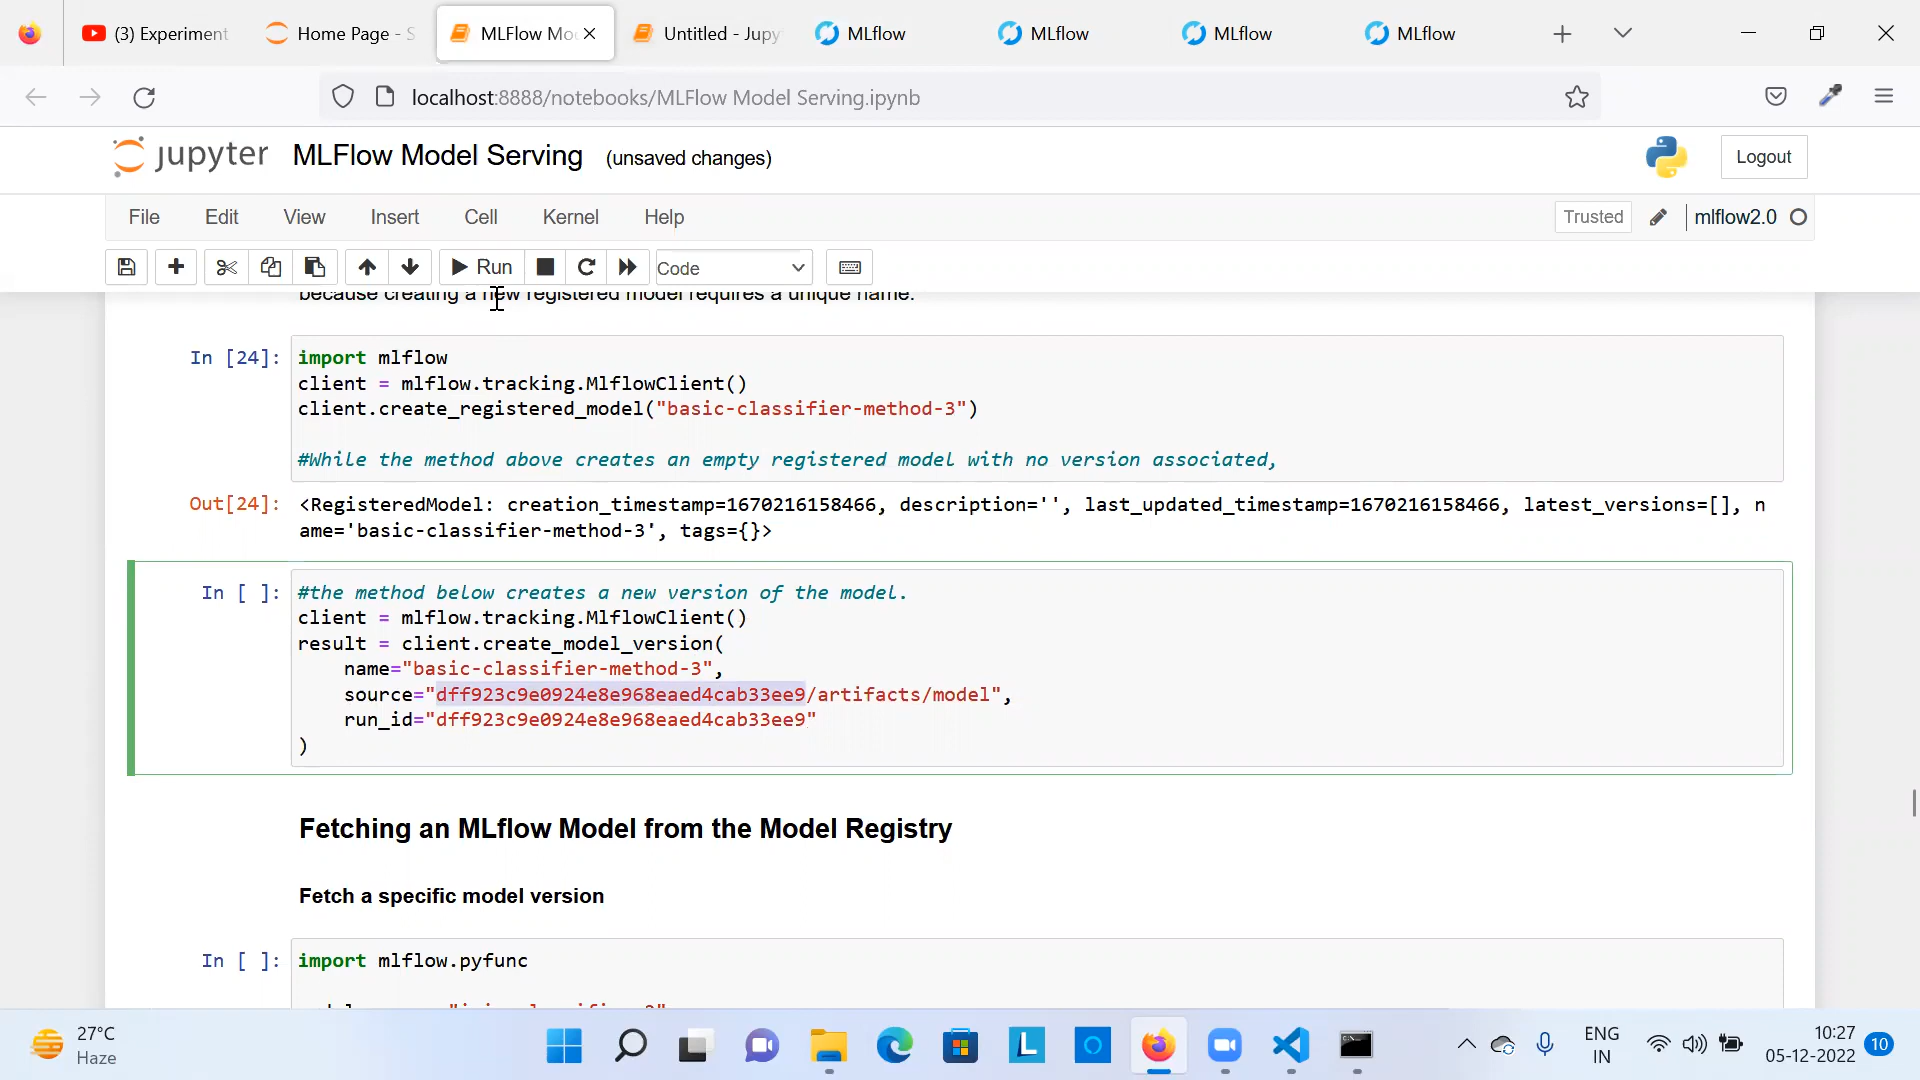 (3) Experiment
Home Page - S
MLFlow Mo
Untitled - Jupy
MLflow
MLflow
MLflow
MLflow
localhost:8888/notebooks/MLFlow Model Serving.ipynb
jupyter
MLFlow Model Serving
(unsaved changes)
Logout
File
Edit
View
Insert
Cell
Kernel
Help
Trusted
mlflow2.0
Run
Code
because creating a new registered model requires a unique name.
In [24]:
import mlflow
client = mlflow.tracking.MlflowClient()
client.create_registered_model("basic-classifier-method-3")
#While the method above creates an empty registered model with no version associated,
Out[24]:
<RegisteredModel: creation_timestamp=1670216158466, description='', last_updated_timestamp=1670216158466, latest_versions=[], n
ame='basic-classifier-method-3', tags={}>
In [ ]:
#the method below creates a new version of the model.
client = mlflow.tracking.MlflowClient()
result = client.create_model_version(
name="basic-classifier-method-3",
source="dff923c9e0924e8e968eaed4cab33ee9/artifacts/model",
run_id="dff923c9e0924e8e968eaed4cab33ee9"
)
Fetching an MLflow Model from the Model Registry
Fetch a specific model version
In [ ]:
import mlflow.pyfunc
27°C
Haze
L
ENG
IN
10:27
05-12-2022
10